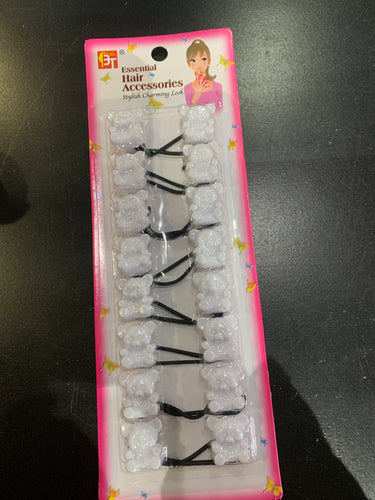 BT®
Essential
Hair
Accessories
Stylish Charming Look